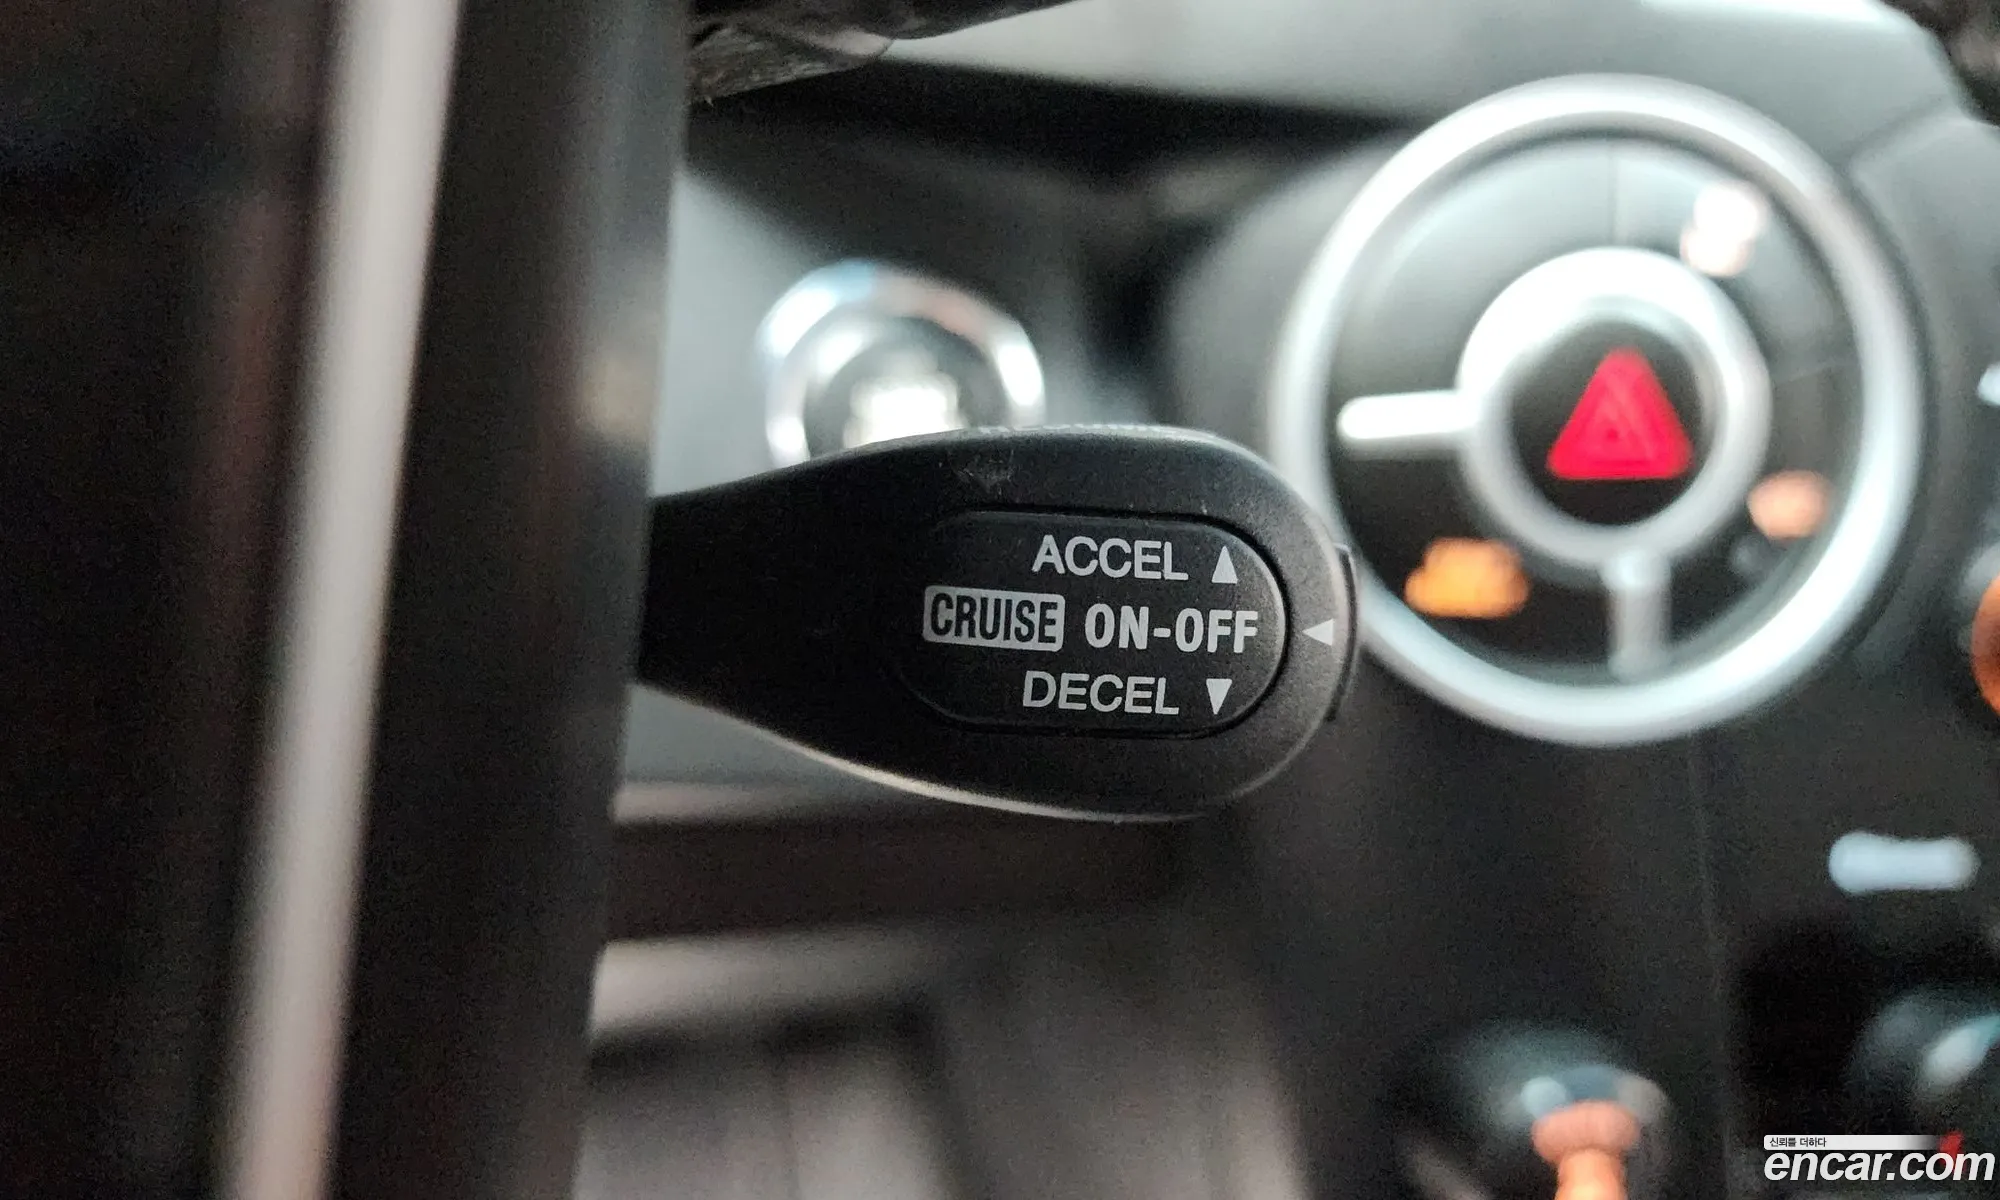 ACCEL ▲
CRUISE ON-OFF ◀
DECEL ▼
신뢰를 더하다
encar.com